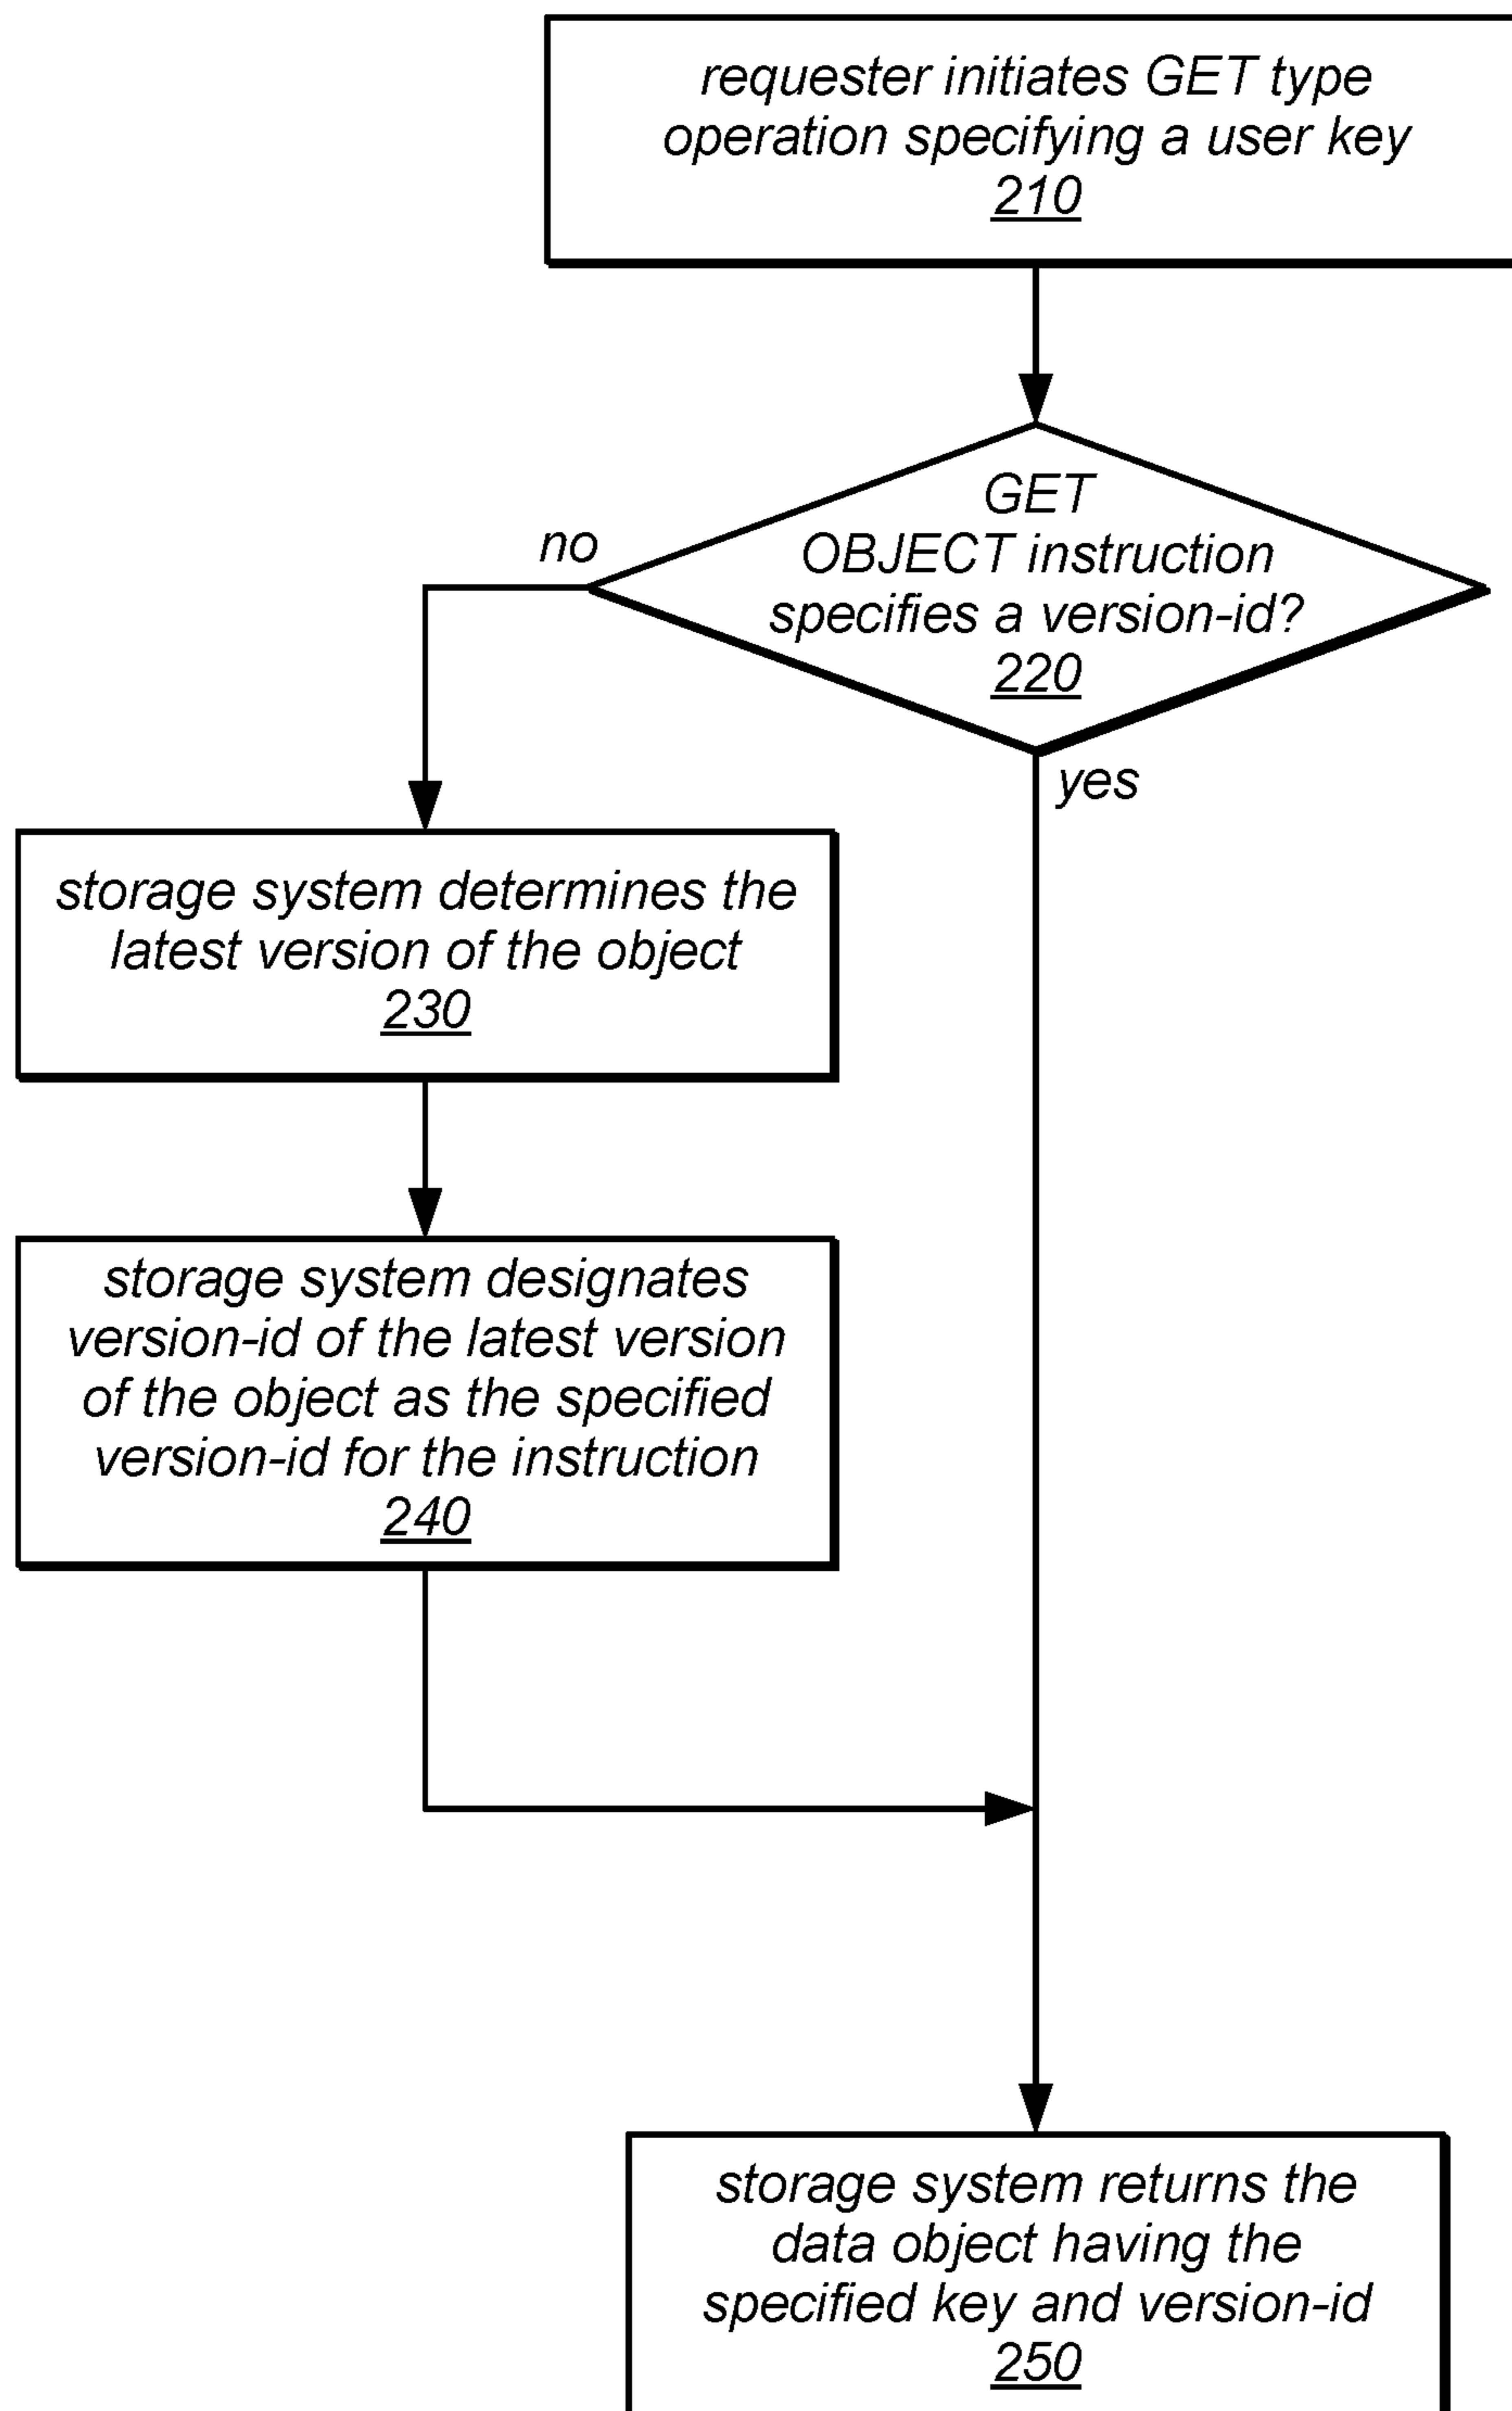 requester initiates GET type
operation specifying a user key
210
GET
OBJECT instruction
specifies a version-id?
220
no
yes
storage system determines the
latest version of the object
230
storage system designates
version-id of the latest version
of the object as the specified
version-id for the instruction
240
storage system returns the
data object having the
specified key and version-id
250